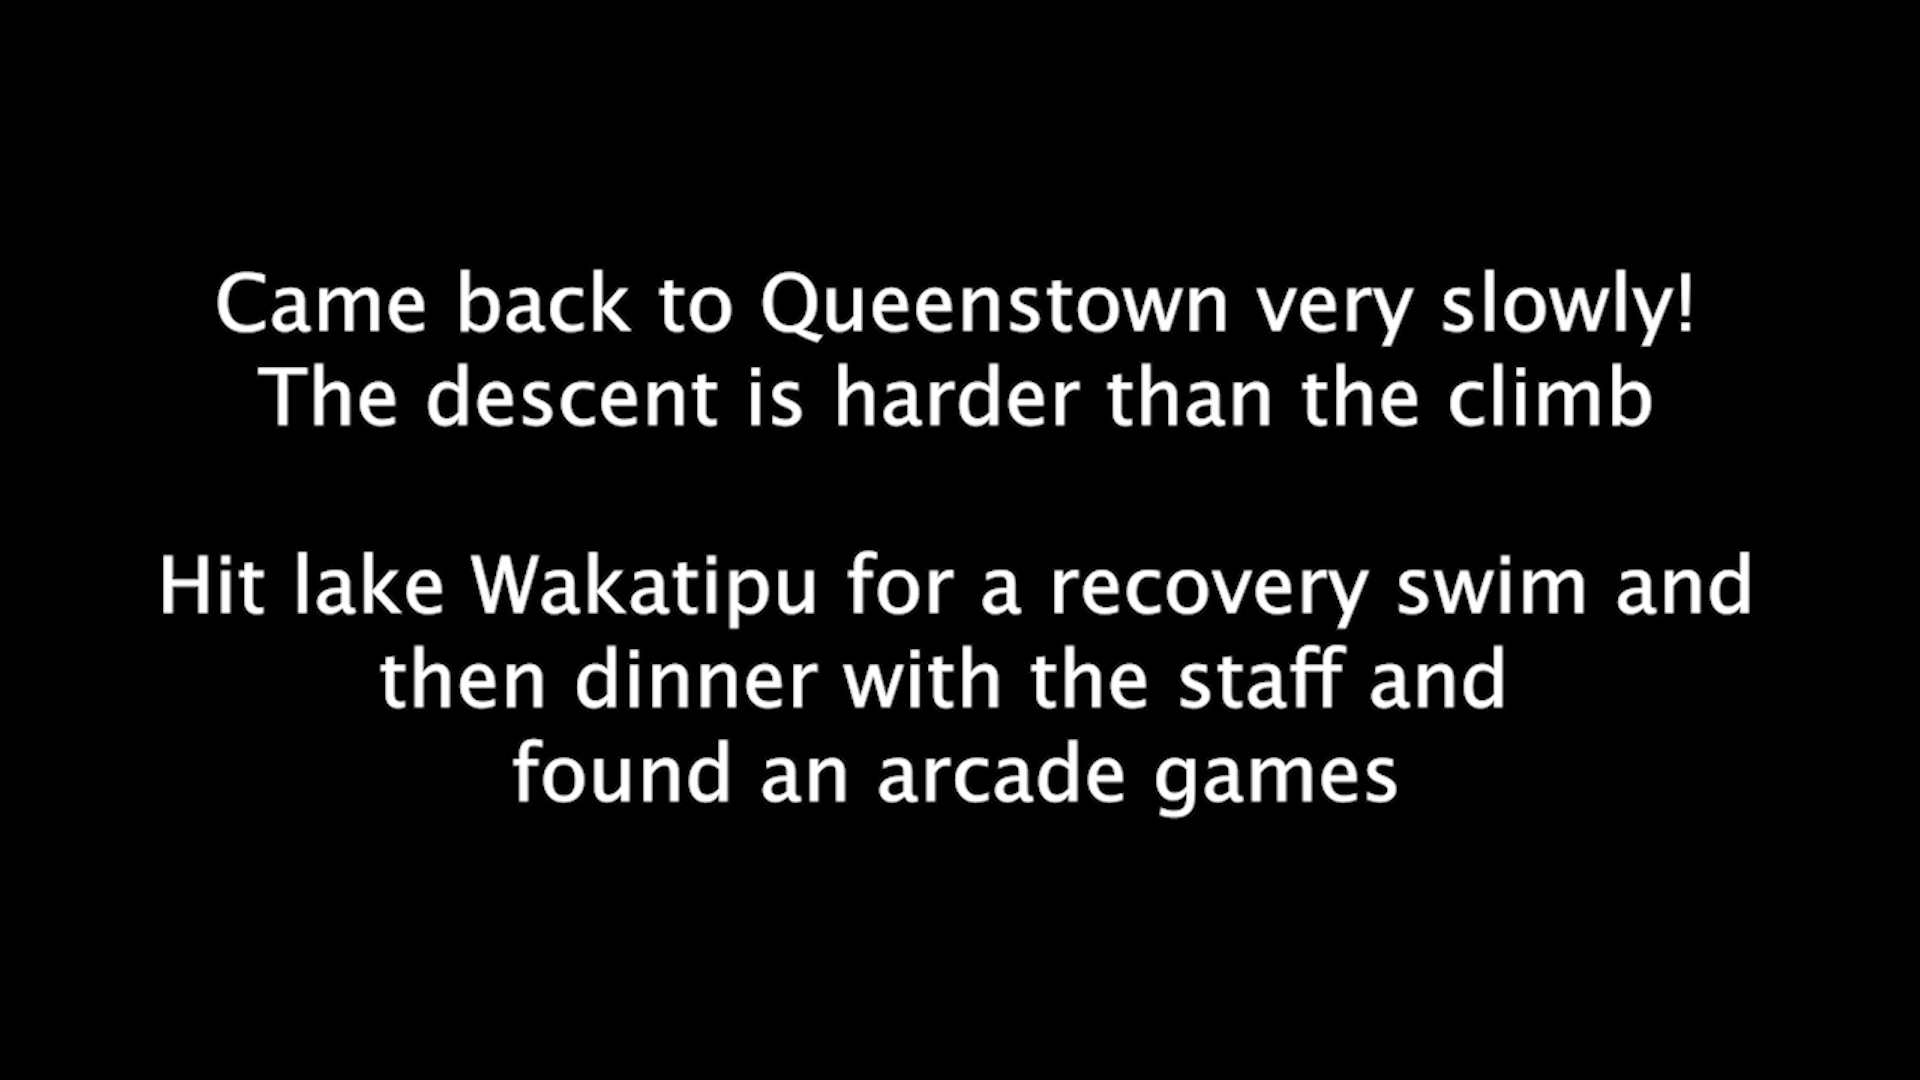 Came back to Queenstown very slowly!
The descent is harder than the climb
Hit lake Wakatipu for a recovery swim and
then dinner with the staff and
found an arcade games